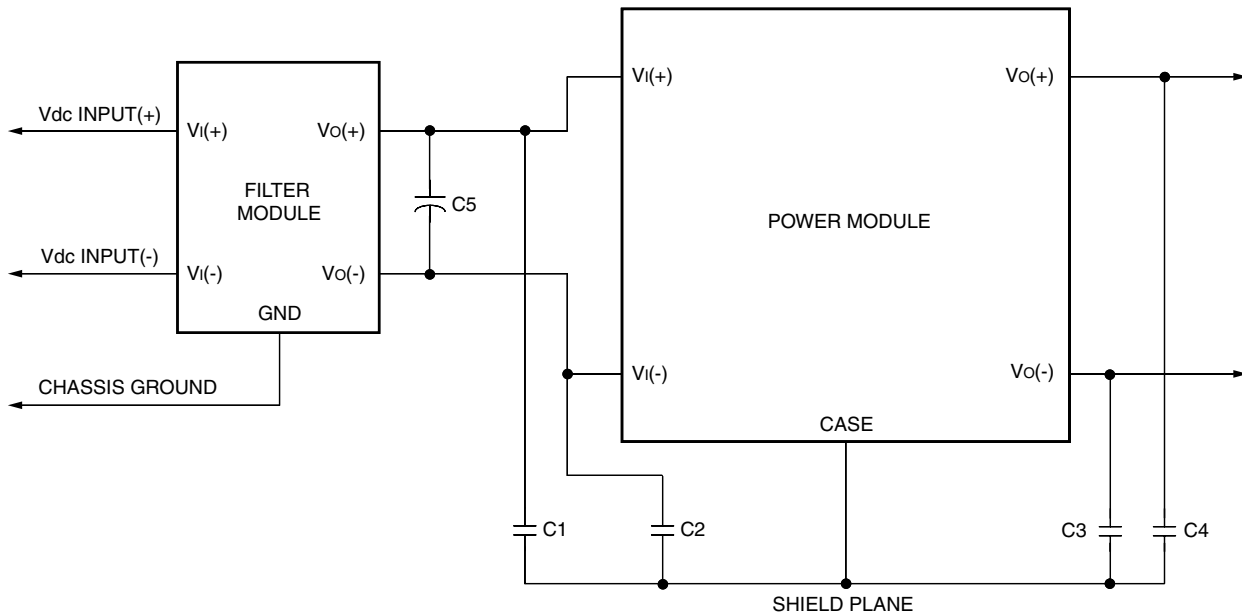 VI(+)
VO(+)
Vdc INPUT(+)
VI(+)
VO(+)
FILTER
MODULE
C5
POWER MODULE
Vdc INPUT(-)
VI(-)
VO(-)
GND
VI(-)
VO(-)
CHASSIS GROUND
CASE
C1
C2
C3
C4
SHIELD PLANE